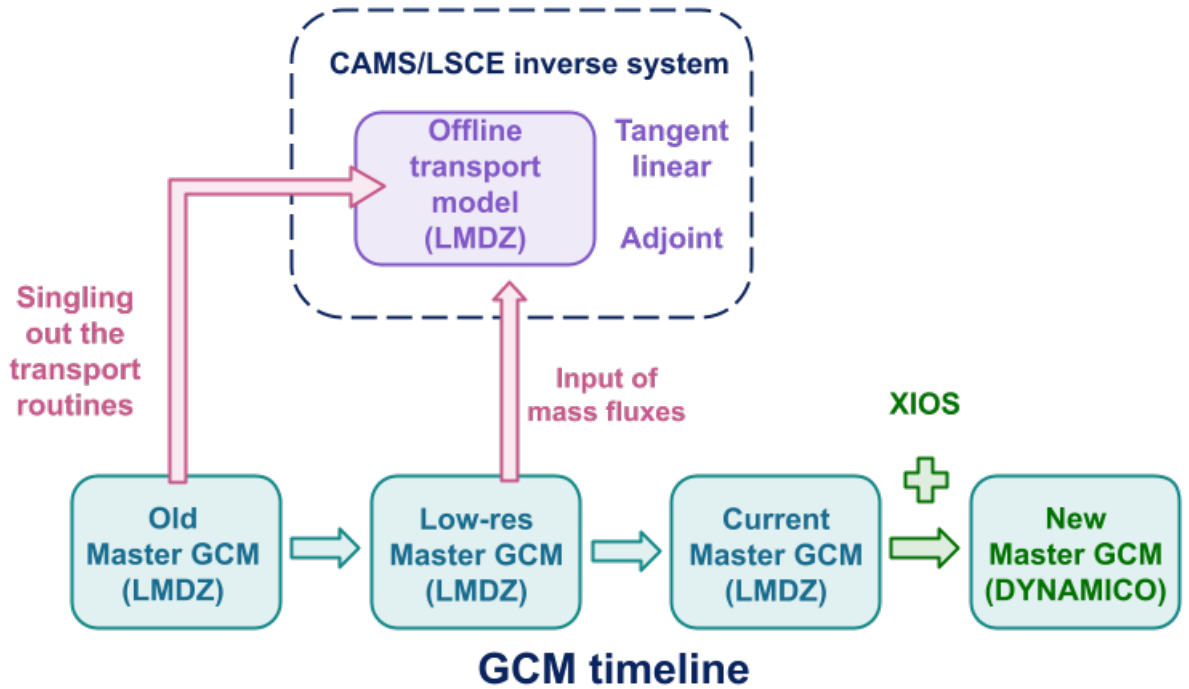 CAMS/LSCE inverse system
Offline
transport
model
(LMDZ)
Tangent
linear
Adjoint
Singling
out the
transport
routines
Input of
mass fluxes
XIOS
Old
Master GCM
(LMDZ)
Low-res
Master GCM
(LMDZ)
Current
Master GCM
(LMDZ)
New
Master GCM
(DYNAMICO)
GCM timeline